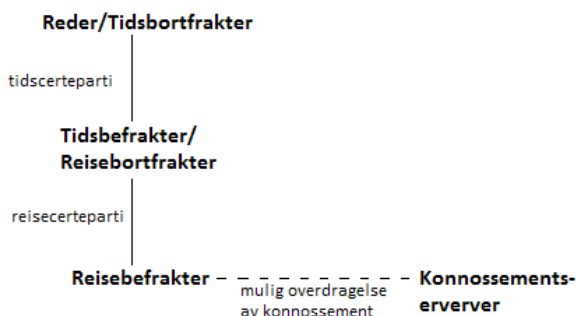 Reder/Tidsbortfrakter
tidscerteparti
Tidsbefrakter/
Reisebortfrakter
reisecerteparti
Reisebefrakter
mulig overdragelse
av konnossement
Konnossements-
erverver